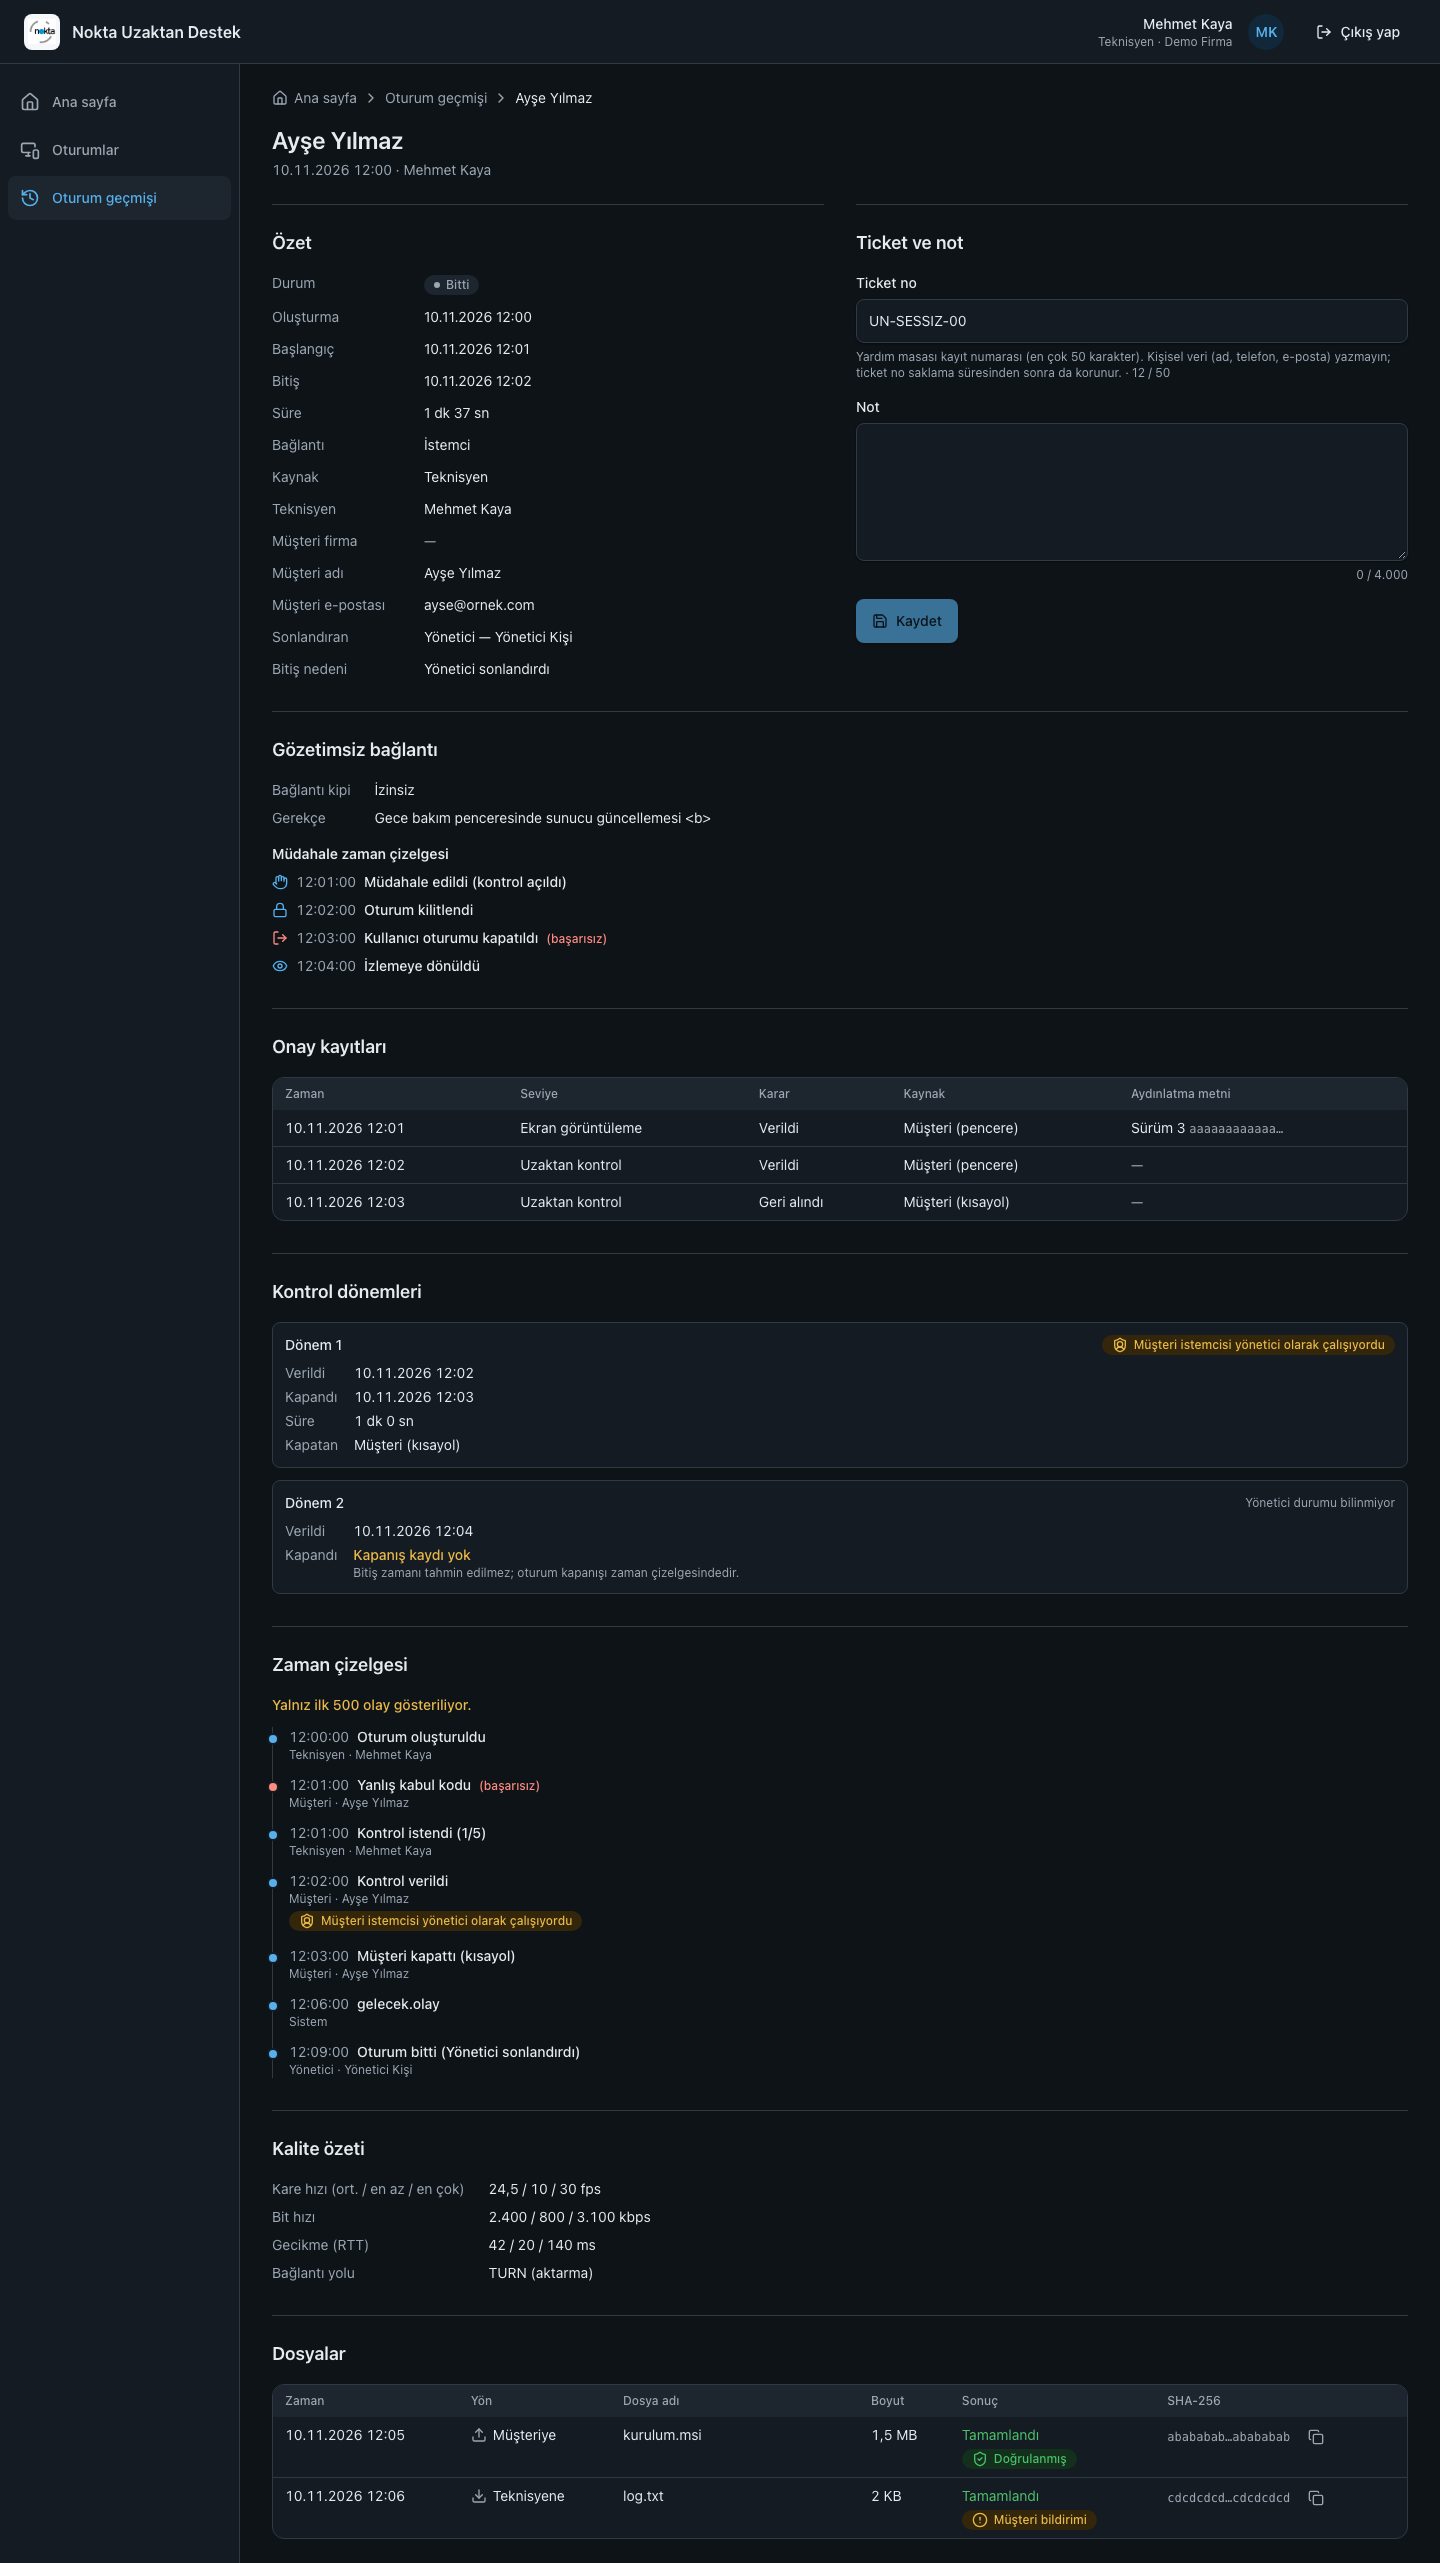 nokta Nokta Uzaktan Destek
Mehmet Kaya
Teknisyen · Demo Firma
MK
Çıkış yap
Ana sayfa
Oturumlar
Oturum geçmişi
Ana sayfa > Oturum geçmişi > Ayşe Yılmaz
Ayşe Yılmaz
10.11.2026 12:00 · Mehmet Kaya
Özet
Durum Bitti
Oluşturma 10.11.2026 12:00
Başlangıç 10.11.2026 12:01
Bitiş 10.11.2026 12:02
Süre 1 dk 37 sn
Bağlantı İstemci
Kaynak Teknisyen
Teknisyen Mehmet Kaya
Müşteri firma —
Müşteri adı Ayşe Yılmaz
Müşteri e-postası ayse@ornek.com
Sonlandıran Yönetici — Yönetici Kişi
Bitiş nedeni Yönetici sonlandırdı
Ticket ve not
Ticket no
UN-SESSIZ-00
Yardım masası kayıt numarası (en çok 50 karakter). Kişisel veri (ad, telefon, e-posta) yazmayın;
ticket no saklama süresinden sonra da korunur. · 12 / 50
Not
0 / 4.000
Kaydet
Gözetimsiz bağlantı
Bağlantı kipi İzinsiz
Gerekçe Gece bakım penceresinde sunucu güncellemesi <b>
Müdahale zaman çizelgesi
12:01:00 Müdahale edildi (kontrol açıldı)
12:02:00 Oturum kilitlendi
12:03:00 Kullanıcı oturumu kapatıldı (başarısız)
12:04:00 İzlemeye dönüldü
Onay kayıtları
Zaman Seviye Karar Kaynak Aydınlatma metni
10.11.2026 12:01 Ekran görüntüleme Verildi Müşteri (pencere) Sürüm 3 aaaaaaaaaaaa…
10.11.2026 12:02 Uzaktan kontrol Verildi Müşteri (pencere) —
10.11.2026 12:03 Uzaktan kontrol Geri alındı Müşteri (kısayol) —
Kontrol dönemleri
Dönem 1 Müşteri istemcisi yönetici olarak çalışıyordu
Verildi 10.11.2026 12:02
Kapandı 10.11.2026 12:03
Süre 1 dk 0 sn
Kapatan Müşteri (kısayol)
Dönem 2 Yönetici durumu bilinmiyor
Verildi 10.11.2026 12:04
Kapandı Kapanış kaydı yok
Bitiş zamanı tahmin edilmez; oturum kapanışı zaman çizelgesindedir.
Zaman çizelgesi
Yalnız ilk 500 olay gösteriliyor.
12:00:00 Oturum oluşturuldu
Teknisyen · Mehmet Kaya
12:01:00 Yanlış kabul kodu (başarısız)
Müşteri · Ayşe Yılmaz
12:01:00 Kontrol istendi (1/5)
Teknisyen · Mehmet Kaya
12:02:00 Kontrol verildi
Müşteri · Ayşe Yılmaz
Müşteri istemcisi yönetici olarak çalışıyordu
12:03:00 Müşteri kapattı (kısayol)
Müşteri · Ayşe Yılmaz
12:06:00 gelecek.olay
Sistem
12:09:00 Oturum bitti (Yönetici sonlandırdı)
Yönetici · Yönetici Kişi
Kalite özeti
Kare hızı (ort. / en az / en çok) 24,5 / 10 / 30 fps
Bit hızı 2.400 / 800 / 3.100 kbps
Gecikme (RTT) 42 / 20 / 140 ms
Bağlantı yolu TURN (aktarma)
Dosyalar
Zaman Yön Dosya adı Boyut Sonuç SHA-256
10.11.2026 12:05 Müşteriye kurulum.msi 1,5 MB Tamamlandı abababab…abababab
Doğrulanmış
10.11.2026 12:06 Teknisyene log.txt 2 KB Tamamlandı cdcdcdcd…cdcdcdcd
Müşteri bildirimi